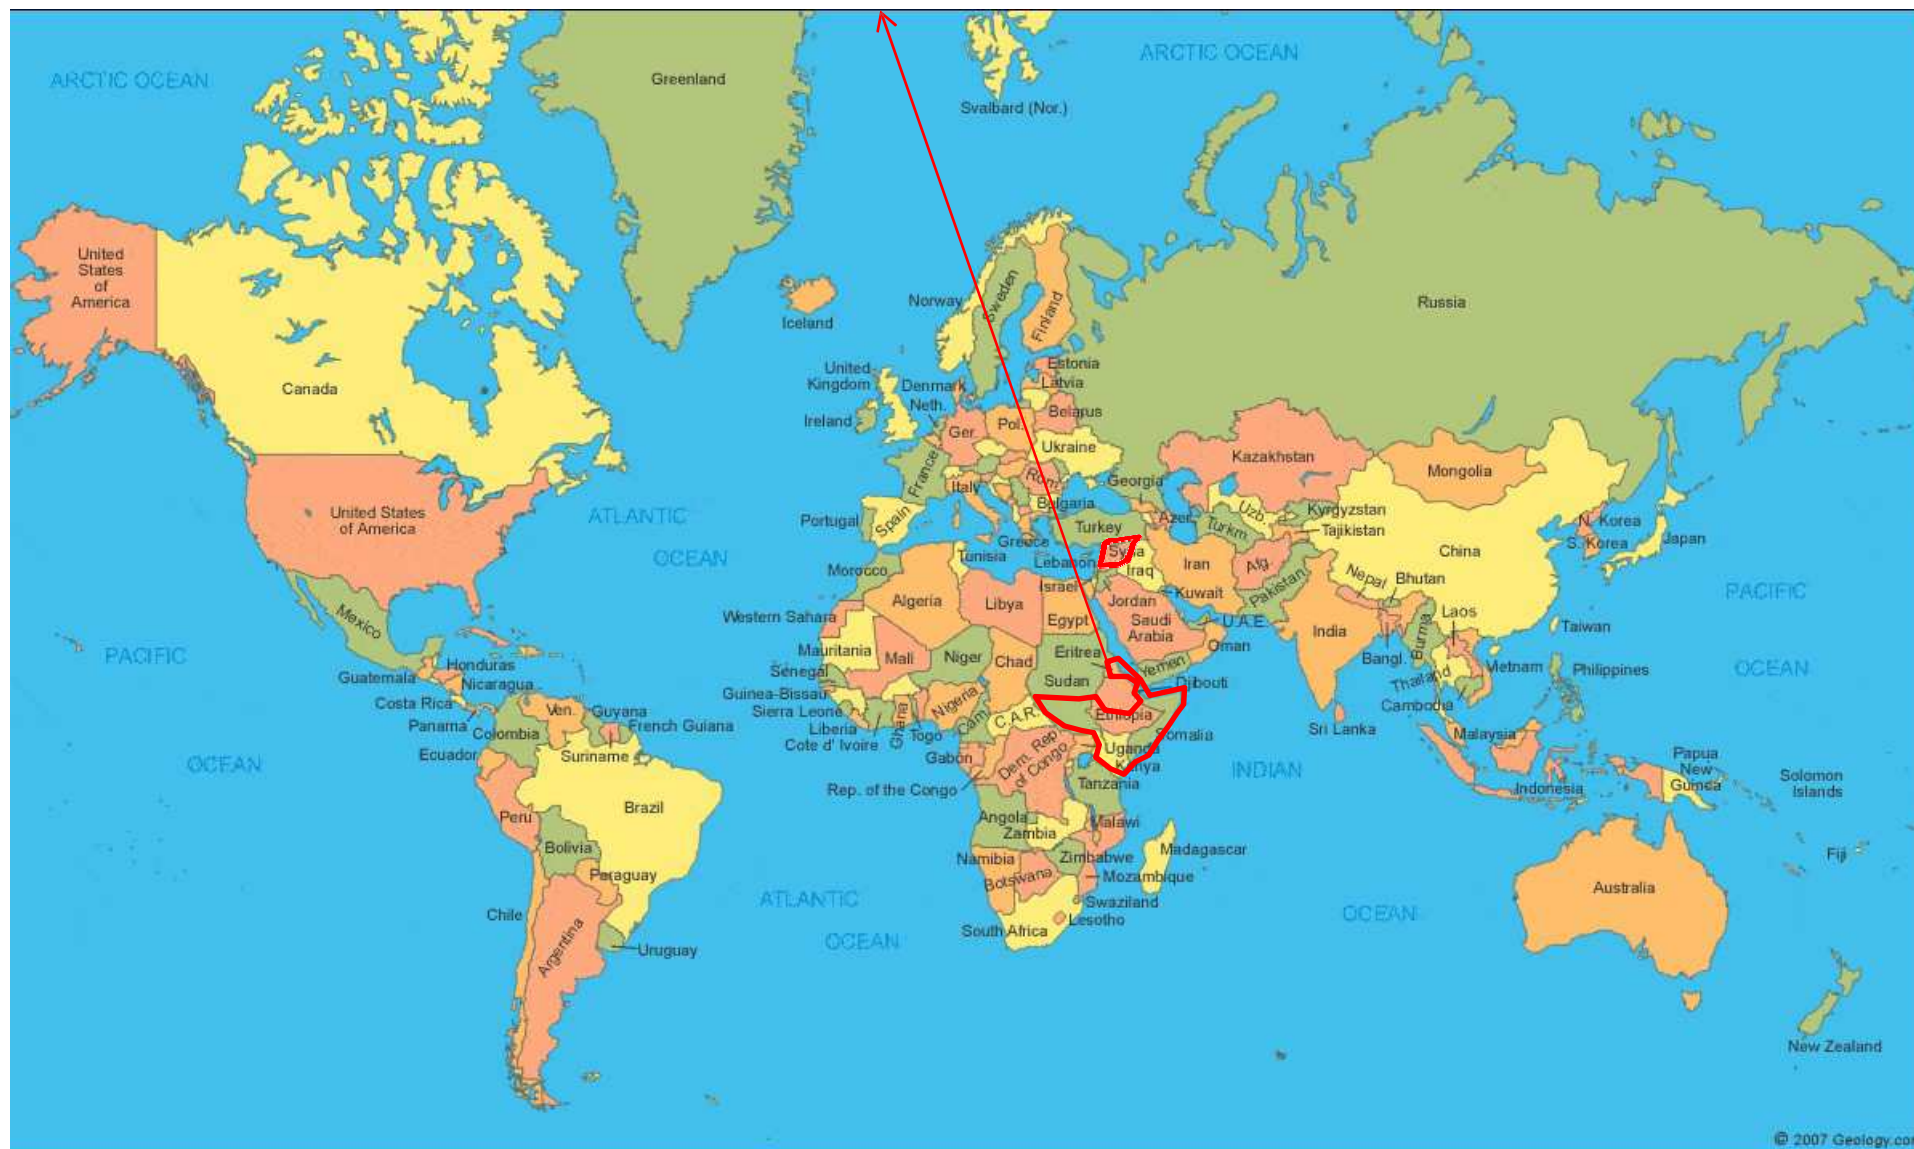 ARCTIC OCEAN
ARCTIC OCEAN
Greenland
Svalbard (Nor.)
United
States
of
America
Russia
Norway
Sweden
Finland
Iceland
Canada
United
Kingdom
Denmark
Estonia
Latvia
Neth.
Ireland
Belarus
Ger.
Pol.
Ukraine
Kazakhstan
Mongolia
France
Italy
Rom.
Georgia
Bulgaria
Uzb.
Kyrgyzstan
United States
of America
ATLANTIC
OCEAN
Portugal
Spain
Turkey
Azer.
Turkm.
Tajikistan
N. Korea
S. Korea
Japan
Greece
Tunisia
Syria
China
Lebanon
Iraq
Iran
Afg.
Morocco
Israel
Kuwait
Pakistan
Nepal
Bhutan
PACIFIC
OCEAN
Mexico
Algeria
Libya
Egypt
Jordan
Saudi
Arabia
U.A.E.
India
Laos
Burma
Taiwan
Western Sahara
Mauritania
Mali
Niger
Chad
Eritrea
Sudan
Yemen
Oman
Bangl.
Vietnam
Philippines
Thailand
Cambodia
PACIFIC
OCEAN
Honduras
Guatemala
Nicaragua
Costa Rica
Panama
Ven.
Guyana
French Guiana
Colombia
Suriname
Ecuador
Senegal
Guinea-Bissau
Sierra Leone
Liberia
Cote d' Ivoire
Ghana
Togo
Nigeria
Cam.
C.A.R.
Djibouti
Ethiopia
Somalia
Sri Lanka
Malaysia
Gabon
Rep. of the Congo
Dem. Rep.
of Congo
Uganda
Kenya
Tanzania
INDIAN
OCEAN
Indonesia
Papua
New
Guinea
Solomon
Islands
Peru
Brazil
Bolivia
Paraguay
Chile
Argentina
Uruguay
ATLANTIC
OCEAN
Angola
Zambia
Malawi
Namibia
Zimbabwe
Botswana
Mozambique
Madagascar
Swaziland
Lesotho
South Africa
Australia
Fiji
New Zealand
© 2007 Geology.com